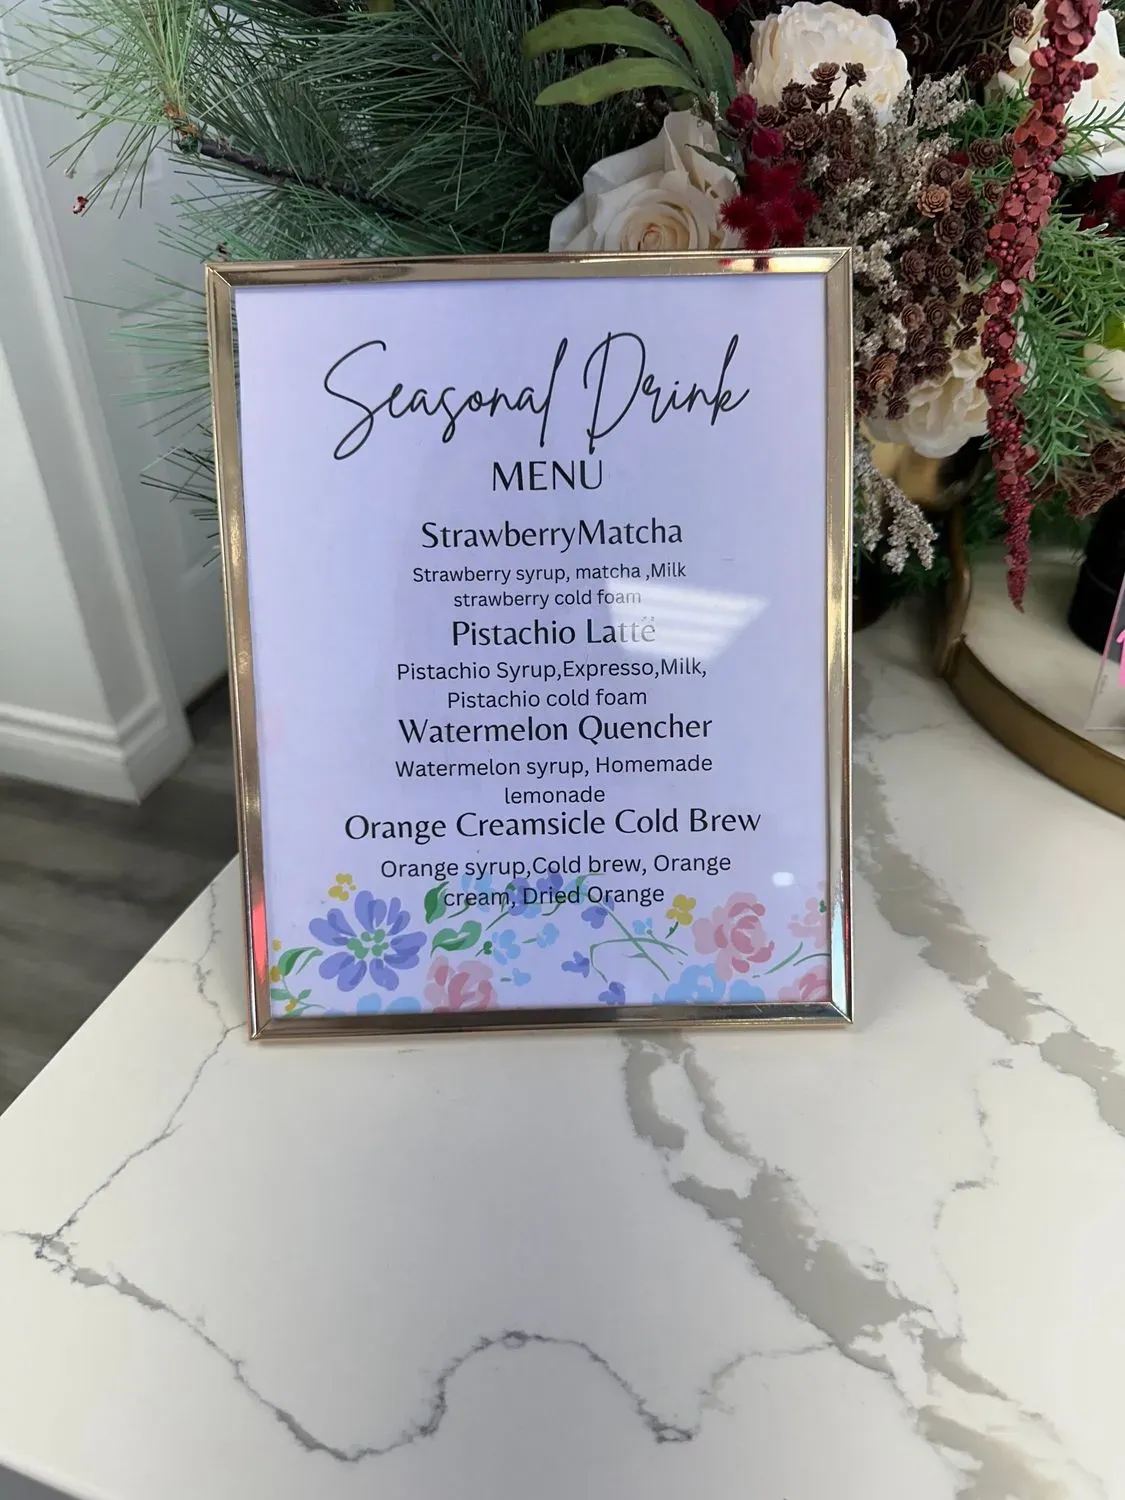 Seasonal Drink
MENU
StrawberryMatcha
Strawberry syrup, matcha ,Milk
strawberry cold foam
Pistachio Lattë
Pistachio Syrup,Expresso,Milk,
Pistachio cold foam
Watermelon Quencher
Watermelon syrup, Homemade
lemonade
Orange Creamsicle Cold Brew
Orange syrup,Cold brew, Orange
cream, Dried Orange